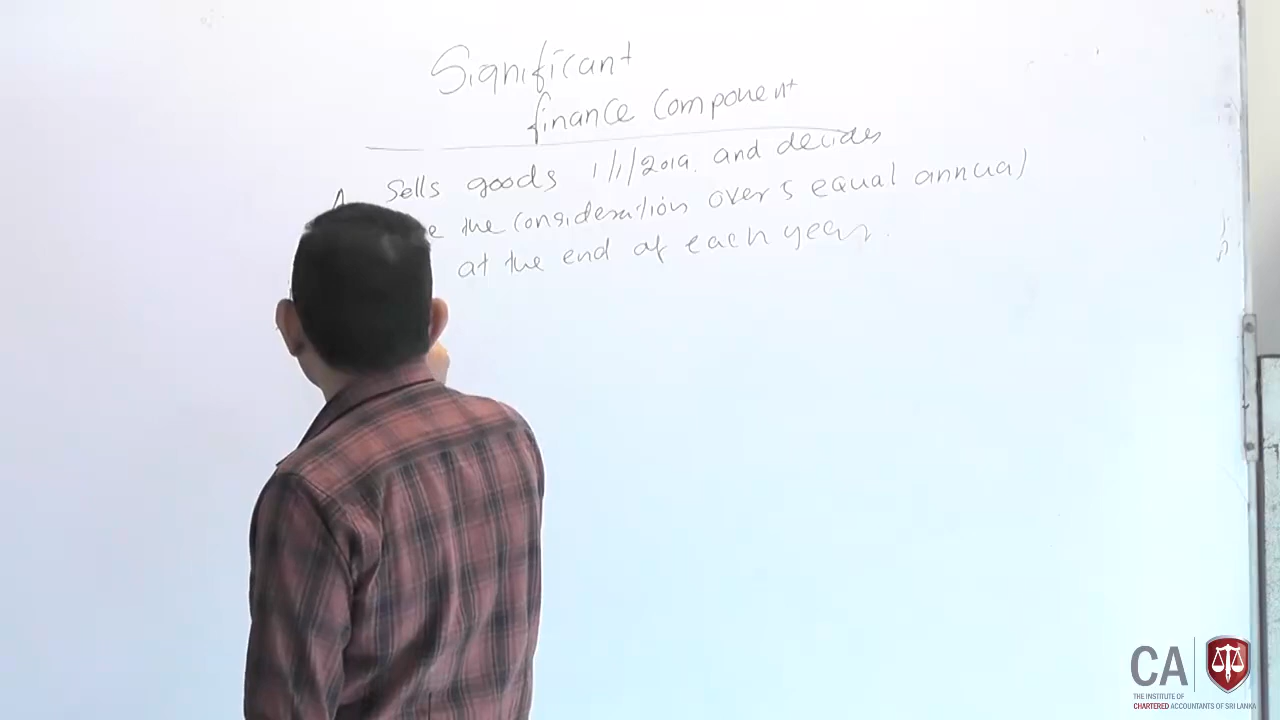 Significant
finance component
A sells goods 1/1/2019. and decides
the consideration over 5 equal annual
at the end of each year.
CA
THE INSTITUTE OF
CHARTERED ACCOUNTANTS OF SRI LANKA